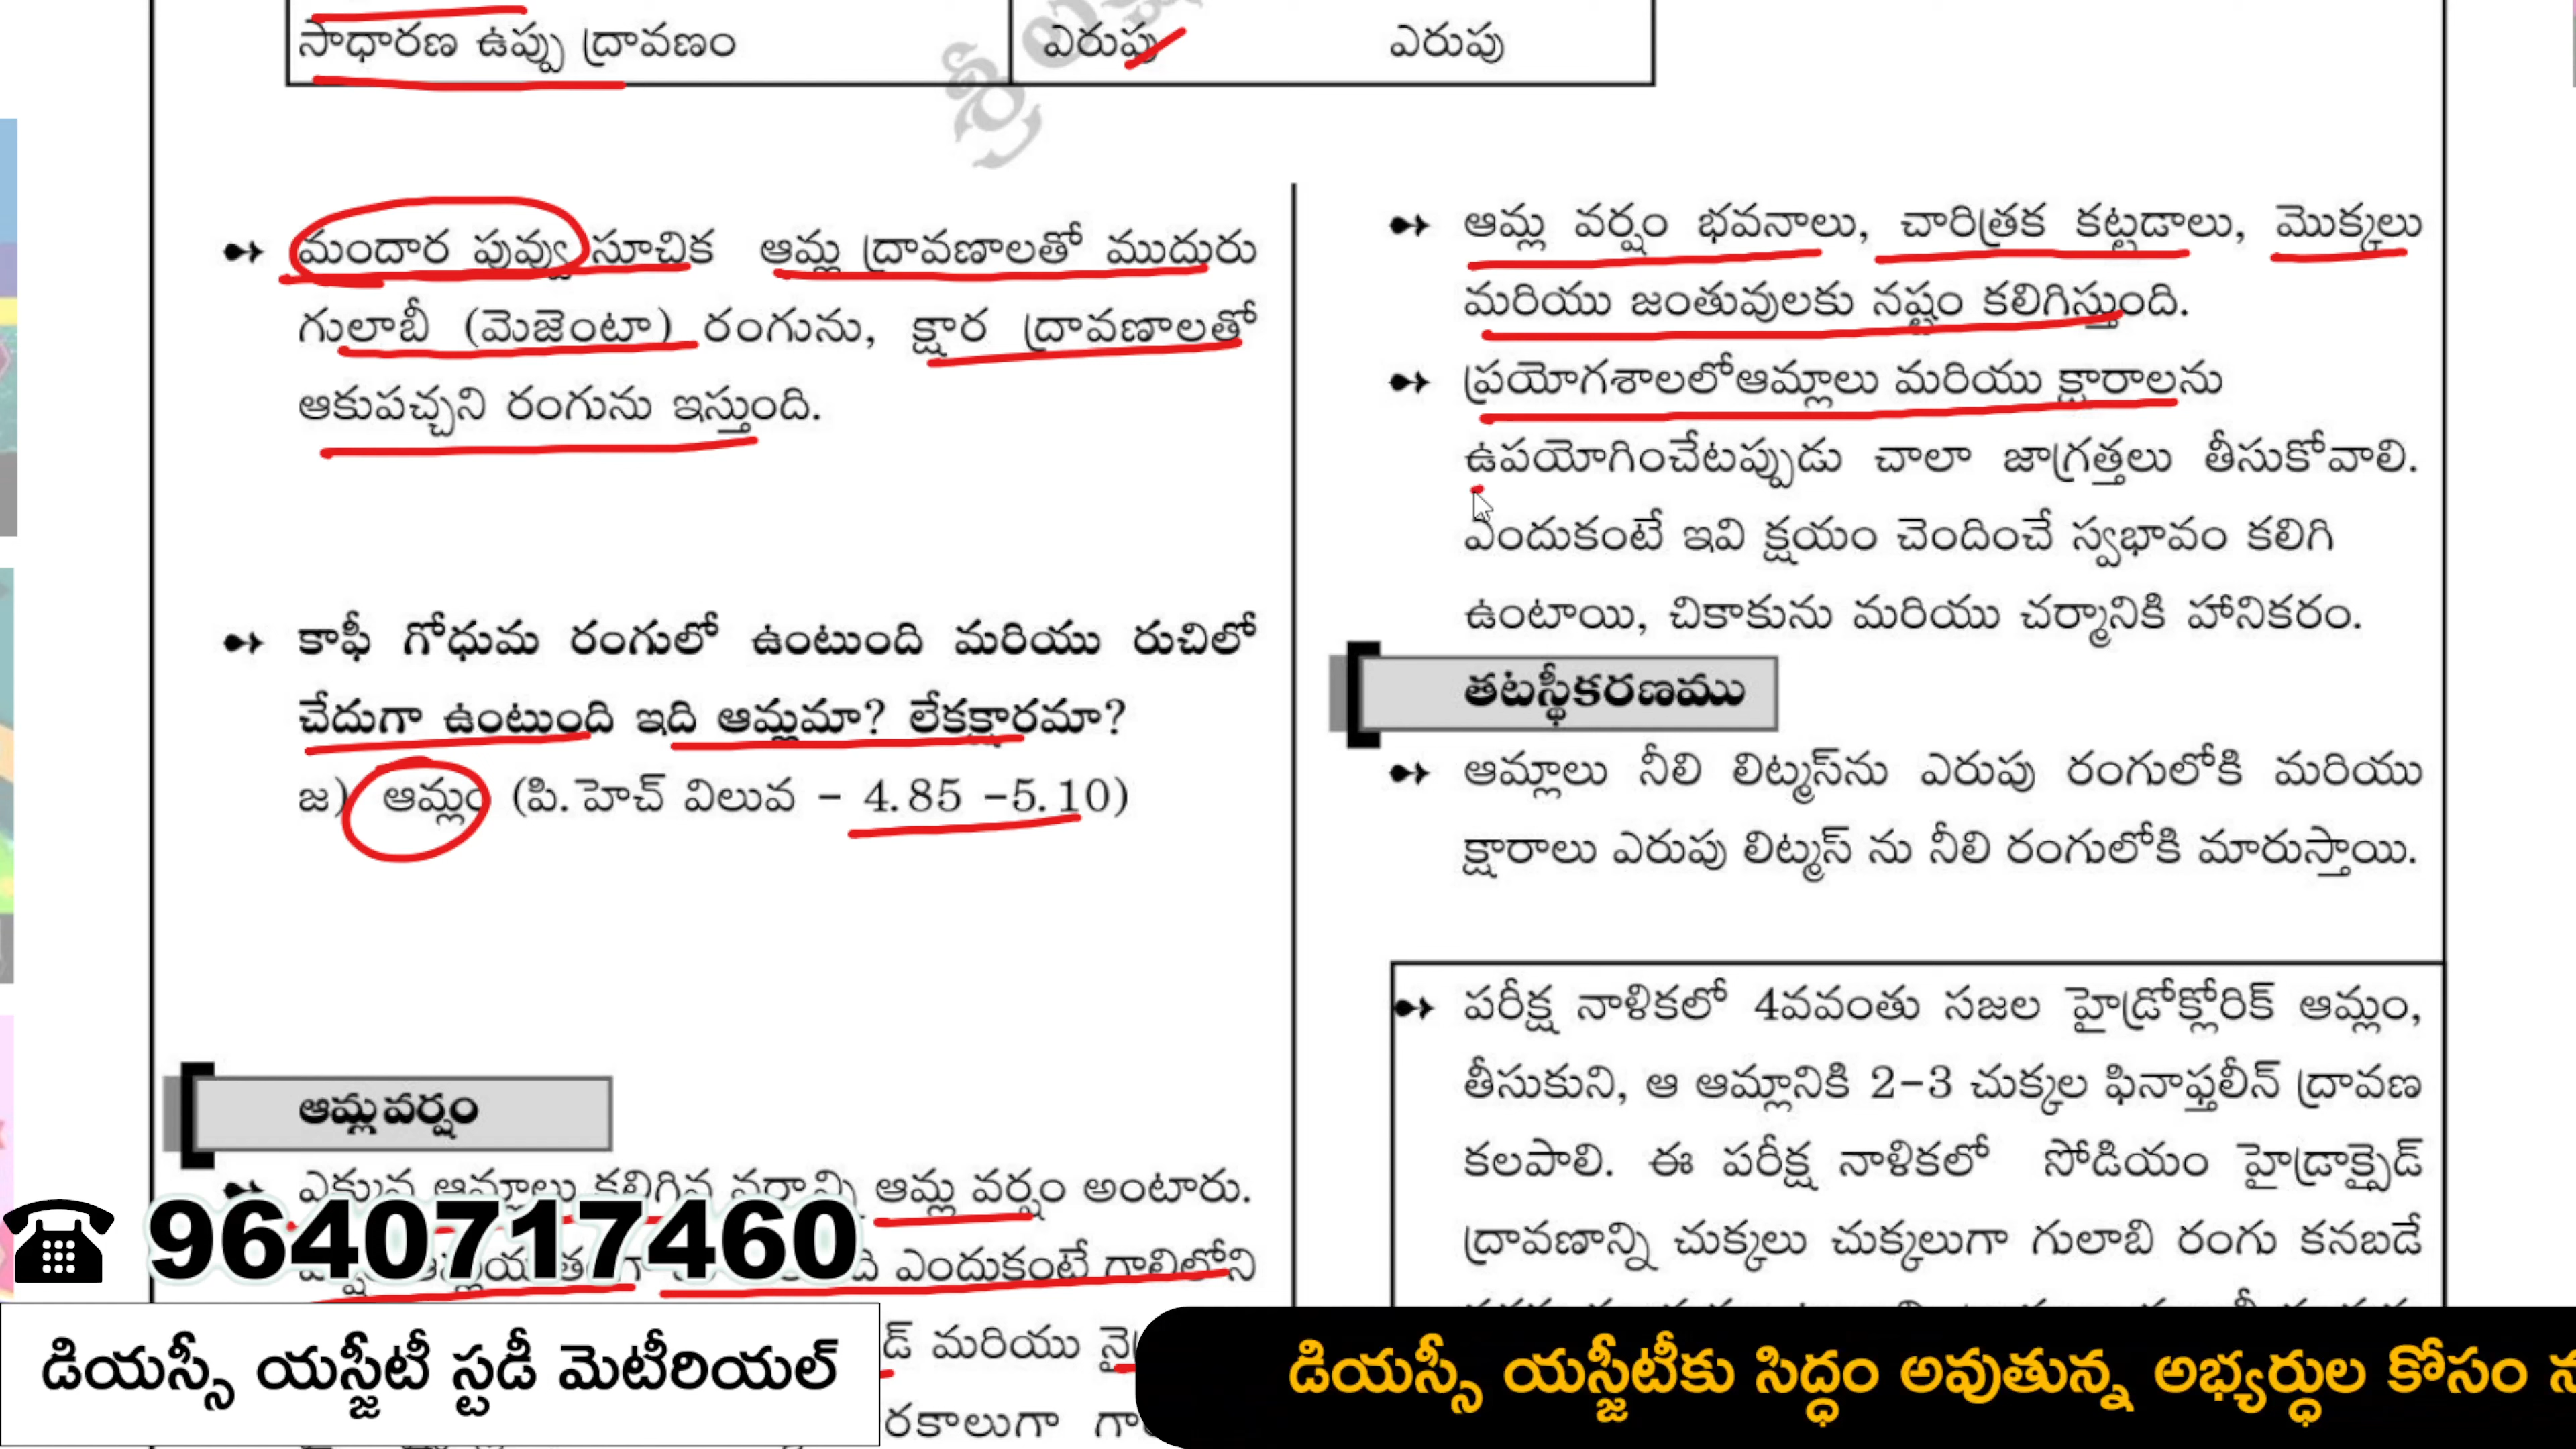 సాధారణ ఉప్పు ద్రావణం ఎరుపు ఎరుపు
మందార పువ్వు సూచిక ఆమ్ల ద్రావణాలతో ముదురు
గులాబీ (మెజెంటా) రంగును, క్షార ద్రావణాలతో
ఆకుపచ్చని రంగును ఇస్తుంది.
కాఫీ గోధుమ రంగులో ఉంటుంది మరియు రుచిలో
చేదుగా ఉంటుంది ఇది ఆమ్లమా? లేకక్షారమా?
జ) ఆమ్లం (పి.హెచ్ విలువ - 4.85 -5.10)
ఆమ్లవర్షం
ఎక్కువ ఆమ్లాలు కలిగిన వర్షాన్ని ఆమ్ల వర్షం అంటారు.
ఎందుకంటే గాలిలోని
డ్ మరియు
రకాలుగా
ఆమ్ల వర్షం భవనాలు, చారిత్రక కట్టడాలు, మొక్కలు
మరియు జంతువులకు నష్టం కలిగిస్తుంది.
ప్రయోగశాలలోఆమ్లాలు మరియు క్షారాలను
ఉపయోగించేటప్పుడు చాలా జాగ్రత్తలు తీసుకోవాలి.
ఎందుకంటే ఇవి క్షయం చెందించే స్వభావం కలిగి
ఉంటాయి, చికాకును మరియు చర్మానికి హానికరం.
తటస్థీకరణము
ఆమ్లాలు నీలి లిట్మస్‌ను ఎరుపు రంగులోకి మరియు
క్షారాలు ఎరుపు లిట్మస్ ను నీలి రంగులోకి మారుస్తాయి.
పరీక్ష నాళికలో 4వవంతు సజల హైడ్రోక్లోరిక్ ఆమ్లం,
తీసుకుని, ఆ ఆమ్లానికి 2-3 చుక్కల ఫినాఫ్తలీన్ ద్రావణ
కలపాలి. ఈ పరీక్ష నాళికలో సోడియం హైడ్రాక్సైడ్
ద్రావణాన్ని చుక్కలు చుక్కలుగా గులాబి రంగు కనబడే
9640717460
డియస్సీ యస్జీటీ స్టడీ మెటీరియల్
డియస్సీ యస్జీటీకు సిద్ధం అవుతున్న అభ్యర్ధుల కోసం